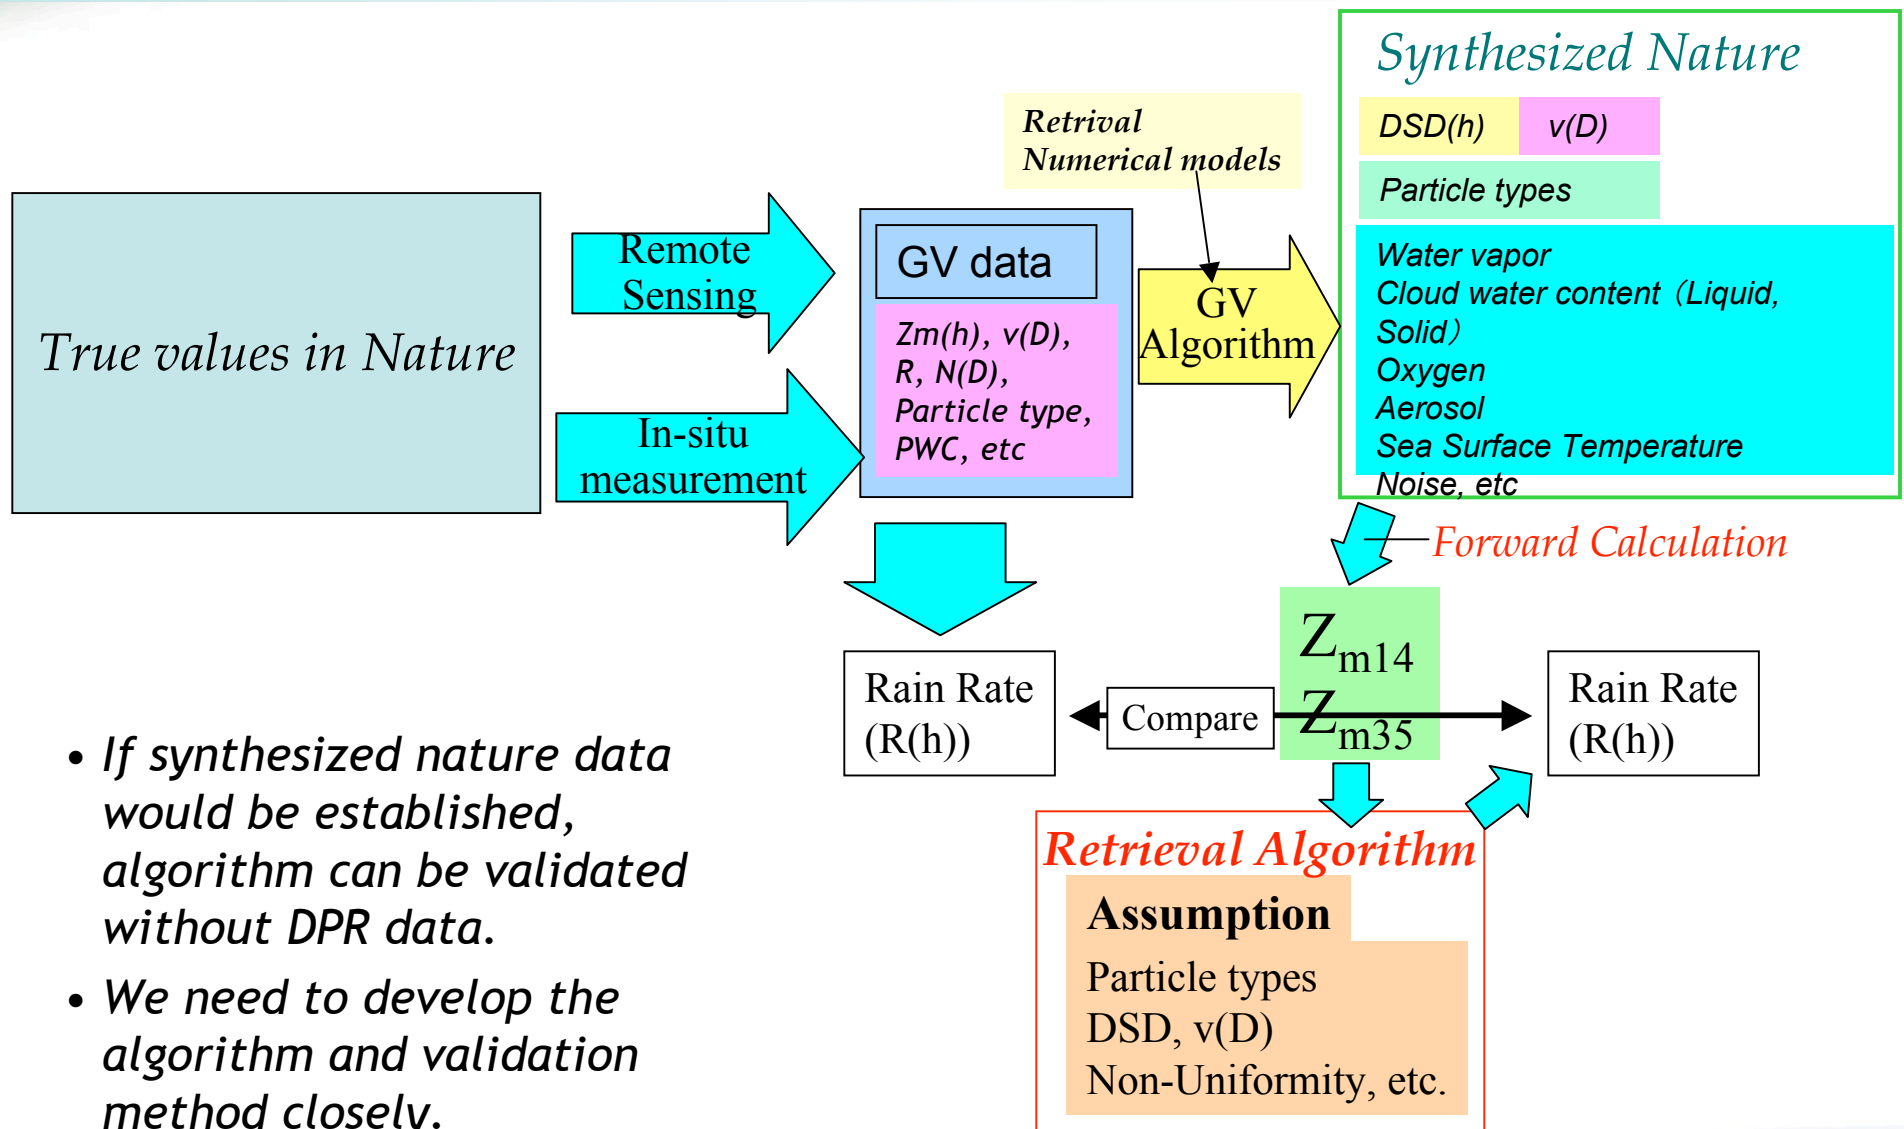 Synthesized Nature
DSD(h)
v(D)
Particle types
Water vapor
Cloud water content（Liquid,
Solid）
Oxygen
Aerosol
Sea Surface Temperature
Noise, etc
Retrival
Numerical models
True values in Nature
Remote
Sensing
In-situ
measurement
GV data
Zm(h), v(D),
R, N(D),
Particle type,
PWC, etc
GV
Algorithm
Forward Calculation
Zm14
Zm35
Rain Rate
(R(h))
Compare
Rain Rate
(R(h))
Retrieval Algorithm
Assumption
Particle types
DSD, v(D)
Non-Uniformity, etc.
• If synthesized nature data
would be established,
algorithm can be validated
without DPR data.
• We need to develop the
algorithm and validation
method closely.